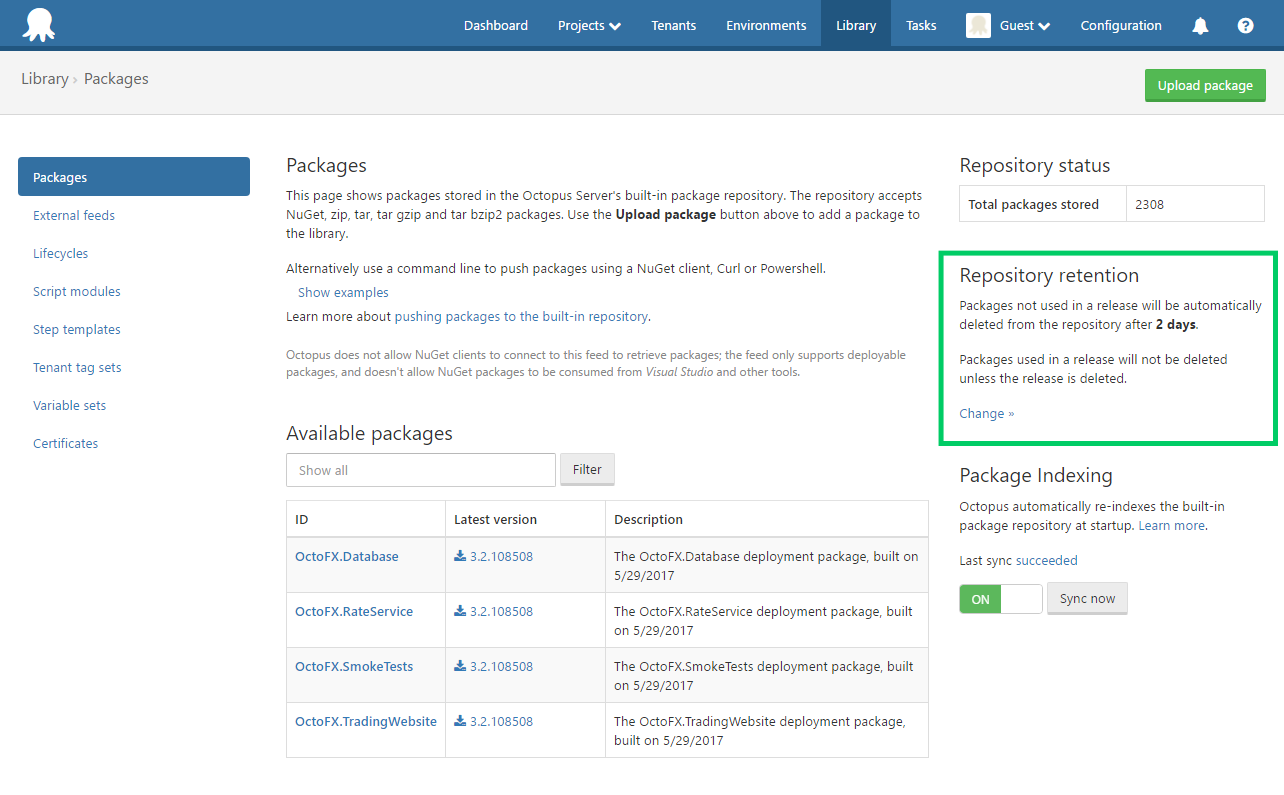 Dashboard Projects Tenants Environments Library Tasks Guest Configuration ?
Library › Packages
Upload package
Packages
External feeds
Lifecycles
Script modules
Step templates
Tenant tag sets
Variable sets
Certificates
Packages
This page shows packages stored in the Octopus Server's built-in package repository. The repository accepts
NuGet, zip, tar, tar gzip and tar bzip2 packages. Use the Upload package button above to add a package to
the library.
Alternatively use a command line to push packages using a NuGet client, Curl or Powershell.
Show examples
Learn more about pushing packages to the built-in repository.
Octopus does not allow NuGet clients to connect to this feed to retrieve packages; the feed only supports deployable
packages, and doesn't allow NuGet packages to be consumed from Visual Studio and other tools.
Available packages
Show all Filter
ID Latest version Description
OctoFX.Database 3.2.108508 The OctoFX.Database deployment package, built on
5/29/2017
OctoFX.RateService 3.2.108508 The OctoFX.RateService deployment package, built
on 5/29/2017
OctoFX.SmokeTests 3.2.108508 The OctoFX.SmokeTests deployment package, built
on 5/29/2017
OctoFX.TradingWebsite 3.2.108508 The OctoFX.TradingWebsite deployment package,
built on 5/29/2017
Repository status
Total packages stored 2308
Repository retention
Packages not used in a release will be automatically
deleted from the repository after 2 days.
Packages used in a release will not be deleted
unless the release is deleted.
Change »
Package Indexing
Octopus automatically re-indexes the built-in
package repository at startup. Learn more.
Last sync succeeded
ON Sync now